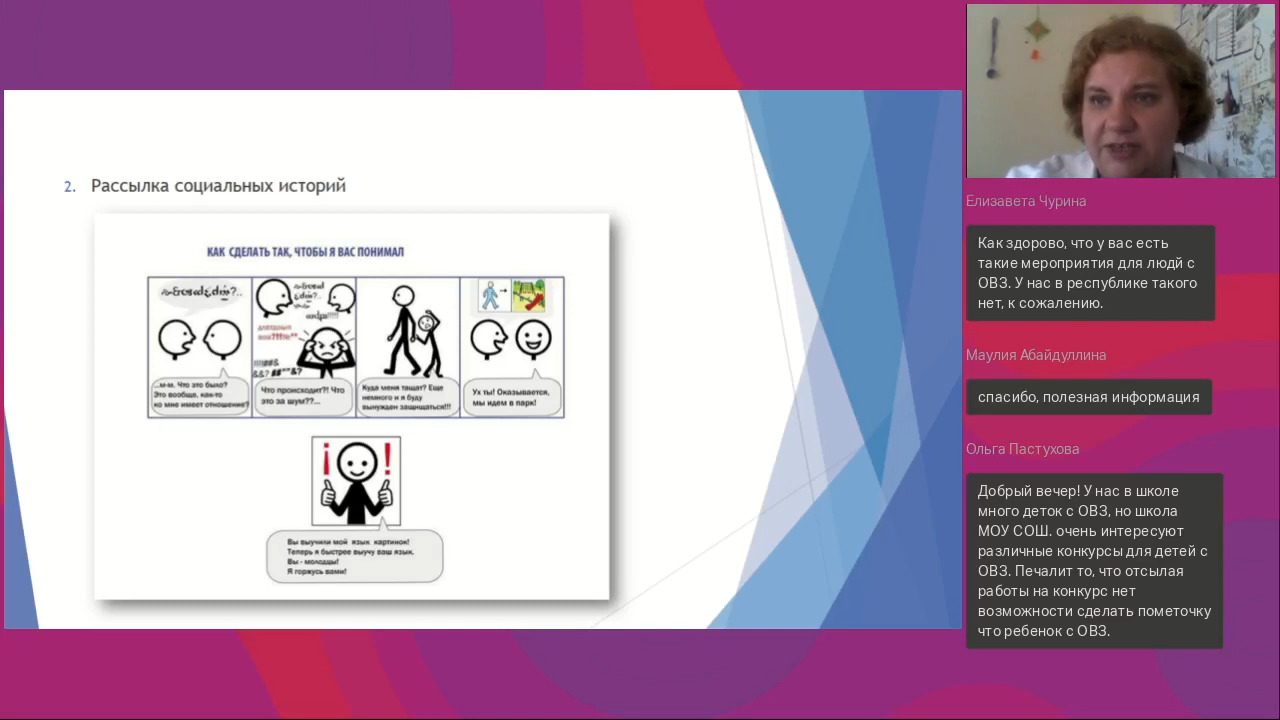 2. Рассылка социальных историй
КАК СДЕЛАТЬ ТАК, ЧТОБЫ Я ВАС ПОНИМАЛ
...м-м. Что это было?
Это вообще, как-то
ко мне имеет отношение?
Что происходит?! Что
это за шум??...
Куда меня тащат? Еще
немного и я буду
вынужден защищаться!!!
Ух ты! Оказывается,
мы идем в парк!
Вы выучили мой язык картинок!
Теперь я быстрее выучу ваш язык.
Вы - молодцы!
Я горжусь вами!
Елизавета Чурина
Как здорово, что у вас есть
такие мероприятия для людй с
ОВЗ. У нас в республике такого
нет, к сожалению.
Маулия Абайдуллина
спасибо, полезная информация
Ольга Пастухова
Добрый вечер! У нас в школе
много деток с ОВЗ, но школа
МОУ СОШ. очень интересуют
различные конкурсы для детей с
ОВЗ. Печалит то, что отсылая
работы на конкурс нет
возможности сделать пометочку
что ребенок с ОВЗ.